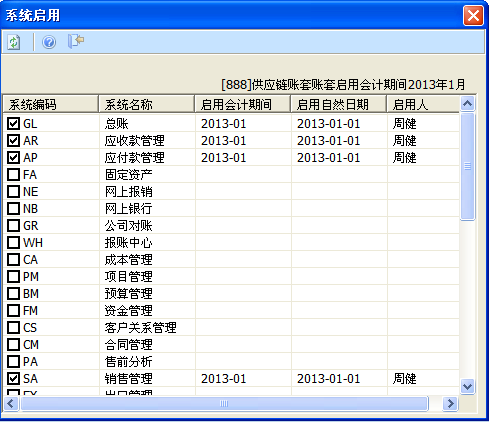 系统启用
[888]供应链账套账套启用会计期间2013年1月
系统编码 系统名称 启用会计期间 启用自然日期 启用人
GL 总账 2013-01 2013-01-01 周健
AR 应收款管理 2013-01 2013-01-01 周健
AP 应付款管理 2013-01 2013-01-01 周健
FA 固定资产
NE 网上报销
NB 网上银行
GR 公司对账
WH 报账中心
CA 成本管理
PM 项目管理
BM 预算管理
FM 资金管理
CS 客户关系管理
CM 合同管理
PA 售前分析
SA 销售管理 2013-01 2013-01-01 周健